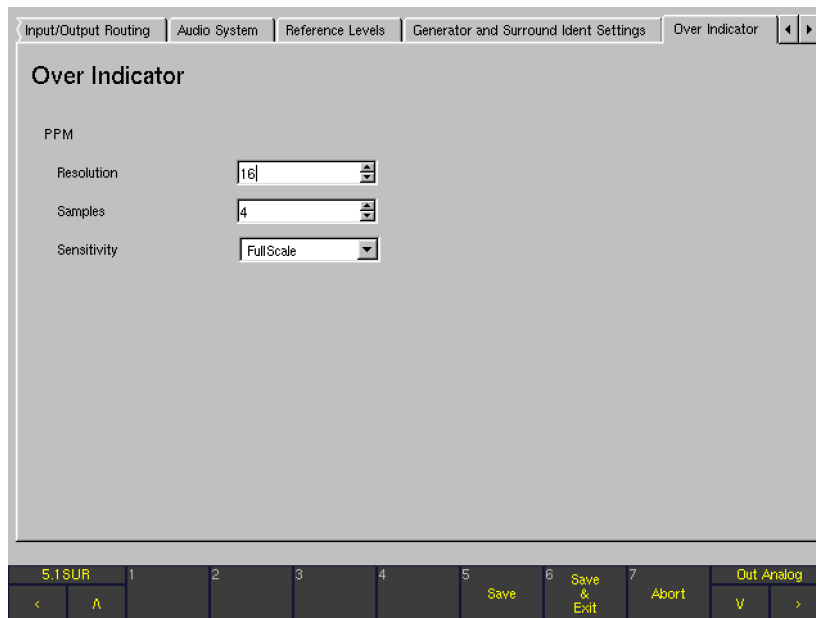 Input/Output Routing Audio System Reference Levels Generator and Surround Ident Settings Over Indicator
Over Indicator
PPM
Resolution 16
Samples 4
Sensitivity FullScale
5.1SUR 1 2 3 4 5 Save 6 Save & Exit 7 Abort Out Analog
< Λ V >